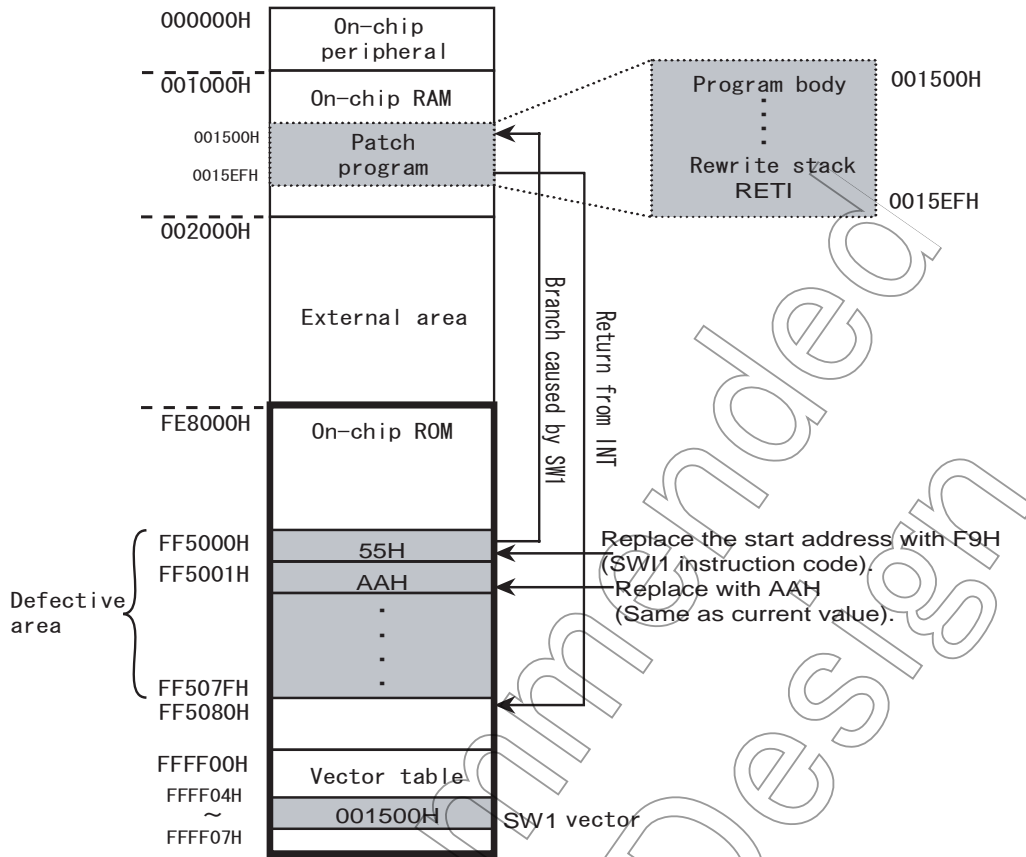 000000H
On-chip
peripheral
001000H
On-chip RAM
001500H
Patch
program
0015EFH
Program body
Rewrite stack
RETI
001500H
0015EFH
002000H
External area
Branch caused by SW1
Return from INT
FE8000H
On-chip ROM
Defective
area
FF5000H
55H
Replace the start address with F9H
(SWI1 instruction code).
FF5001H
AAH
Replace with AAH
(Same as current value).
FF507FH
FF5080H
FFFF00H
Vector table
FFFF04H
~
FFFF07H
001500H
SW1 vector
mmended
Design